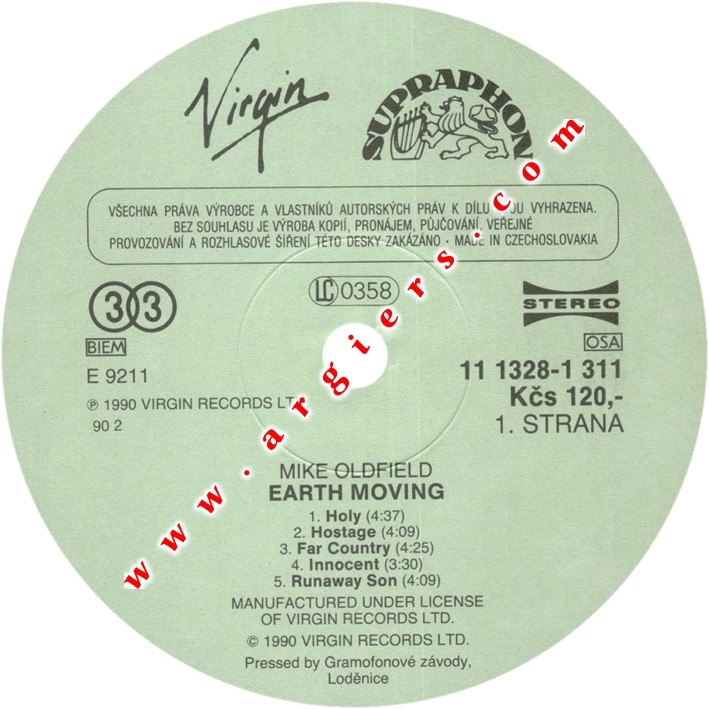 Virgin
SUPRAPHON
VŠECHNA PRÁVA VÝROBCE A VLASTNÍKŮ AUTORSKÝCH PRÁV K DÍLU JSOU VYHRAZENA.
BEZ SOUHLASU JE VÝROBA KOPIÍ, PRONÁJEM, PŮJČOVÁNÍ, VEŘEJNÉ
PROVOZOVÁNÍ A ROZHLASOVÉ ŠÍŘENÍ TÉTO DESKY ZAKÁZÁNO · MADE IN CZECHOSLOVAKIA
33
LC 0358
STEREO
BIEM
OSA
E 9211
11 1328-1 311
Kčs 120,-
℗ 1990 VIRGIN RECORDS LTD.
90 2
1. STRANA
MIKE OLDFIELD
EARTH MOVING
1. Holy (4:37)
2. Hostage (4:09)
3. Far Country (4:25)
4. Innocent (3:30)
5. Runaway Son (4:09)
MANUFACTURED UNDER LICENSE
OF VIRGIN RECORDS LTD.
© 1990 VIRGIN RECORDS LTD.
Pressed by Gramofonové závody,
Loděnice
www.argiers.com